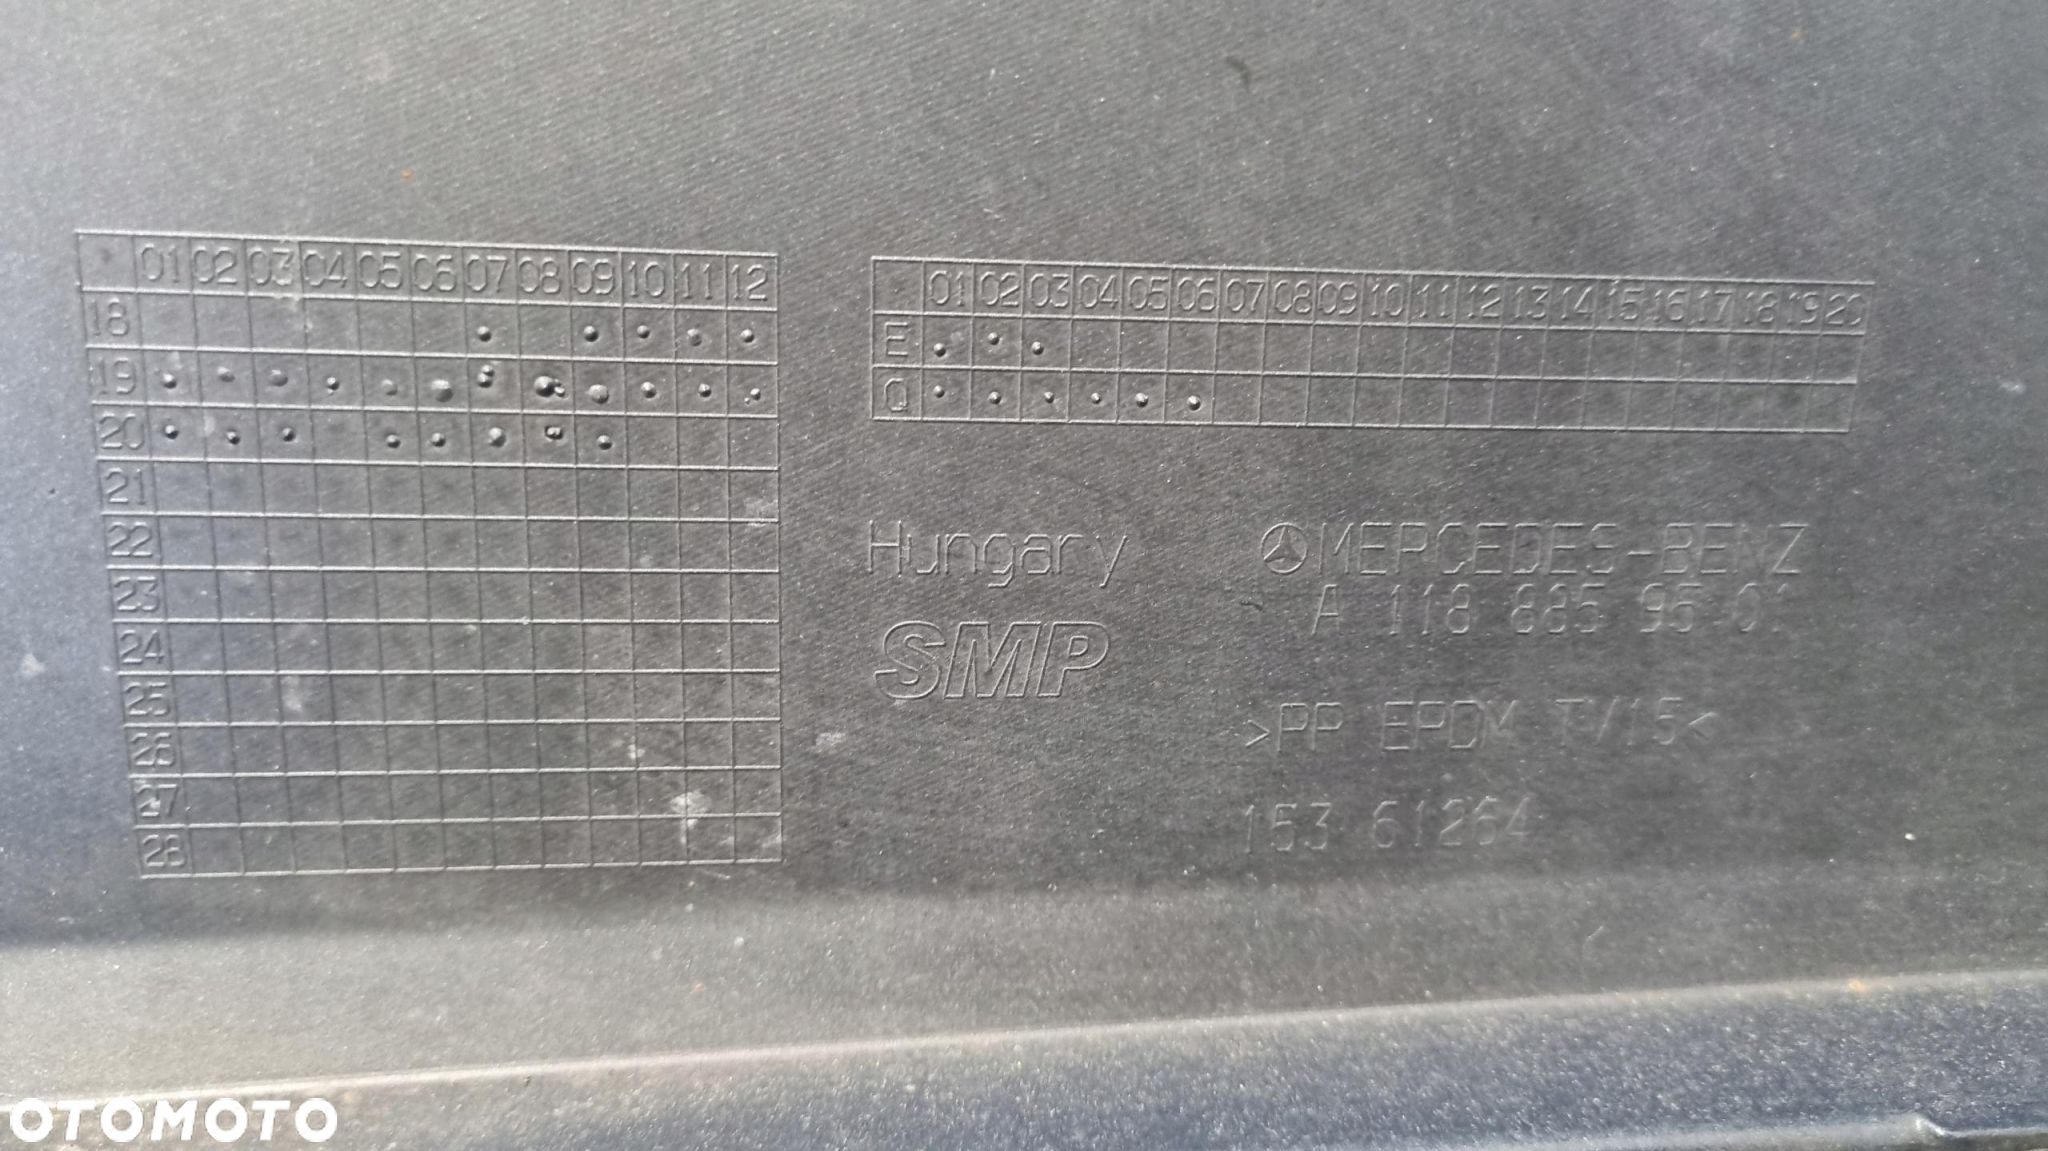 01 02 03 04 05 06 07 08 09 10 11 12
18
19
20
21
22
23
24
25
26
27
28
01 02 03 04 05 06 07 08 09 10 11 12 13 14 15 16 17 18 19 20
E
Q
Hungary
SMP
MERCEDES-BENZ
A 118 885 95 01
>PP EPDM TV15<
153 61264
OTOMOTO